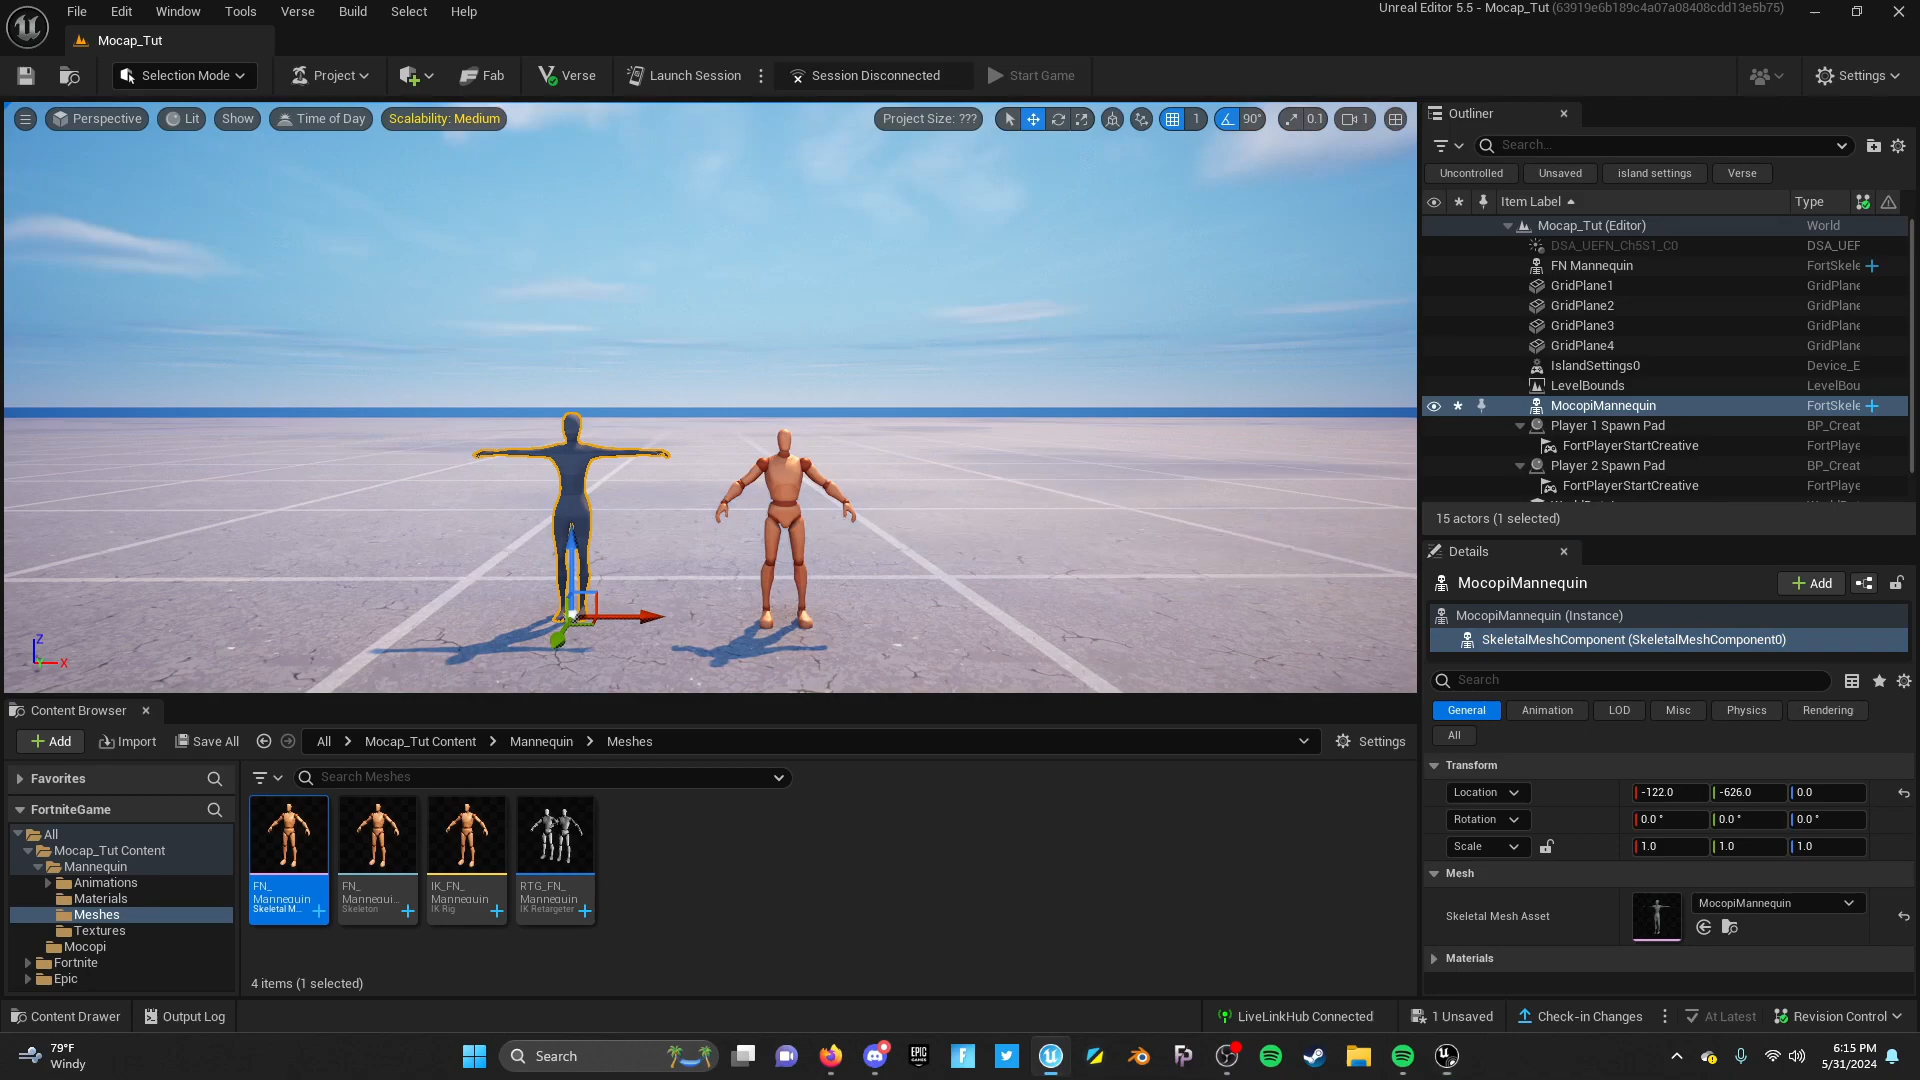 File Edit Window Tools Verse Build Select Help
Unreal Editor 5.5 - Mocap_Tut (63919e6b189c4a07a08408cdd13e5b75)
Mocap_Tut
Selection Mode Project Fab Verse Launch Session Session Disconnected Start Game Settings
Perspective Lit Show Time of Day Scalability: Medium Project Size: ??? 1 90° 0.1 1
Z
X
Outliner
Search...
Uncontrolled Unsaved island settings Verse
Item Label Type
Mocap_Tut (Editor) World
DSA_UEFN_Ch5S1_C0 DSA_UEF
FN Mannequin FortSkele
GridPlane1 GridPlane
GridPlane2 GridPlane
GridPlane3 GridPlane
GridPlane4 GridPlane
IslandSettings0 Device_E
LevelBounds LevelBou
MocopiMannequin FortSkele
Player 1 Spawn Pad BP_Creat
FortPlayerStartCreative FortPlaye
Player 2 Spawn Pad BP_Creat
FortPlayerStartCreative FortPlaye
15 actors (1 selected)
Details
MocopiMannequin Add
MocopiMannequin (Instance)
SkeletalMeshComponent (SkeletalMeshComponent0)
Search
General Animation LOD Misc Physics Rendering
All
Transform
Location -122.0 -626.0 0.0
Rotation 0.0 ° 0.0 ° 0.0 °
Scale 1.0 1.0 1.0
Mesh
Skeletal Mesh Asset MocopiMannequin
Materials
Content Browser
Add Import Save All All Mocap_Tut Content Mannequin Meshes Settings
Favorites
Search Meshes
FortniteGame
All
Mocap_Tut Content
Mannequin
Animations
Materials
Meshes
Textures
Mocopi
Fortnite
Epic
FN_
Mannequin
Skeletal M...
FN_
Mannequi...
Skeleton
IK_FN_
Mannequin
IK Rig
RTG_FN_
Mannequin
IK Retargeter
4 items (1 selected)
Content Drawer Output Log LiveLinkHub Connected 1 Unsaved Check-in Changes At Latest Revision Control
79°F
Windy
Search
EPIC
GAMES
6:15 PM
5/31/2024